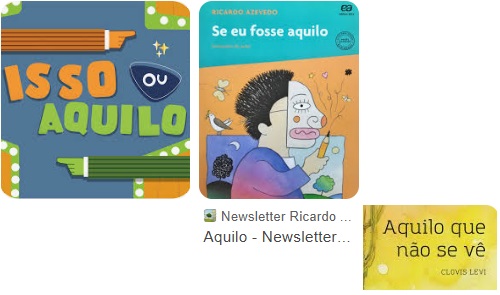 ISSO
OU
AQUILO
RICARDO AZEVEDO
Se eu fosse aquilo
Newsletter Ricardo ...
Aquilo - Newsletter...
Aquilo que
não se vê
CLOVIS LEVI